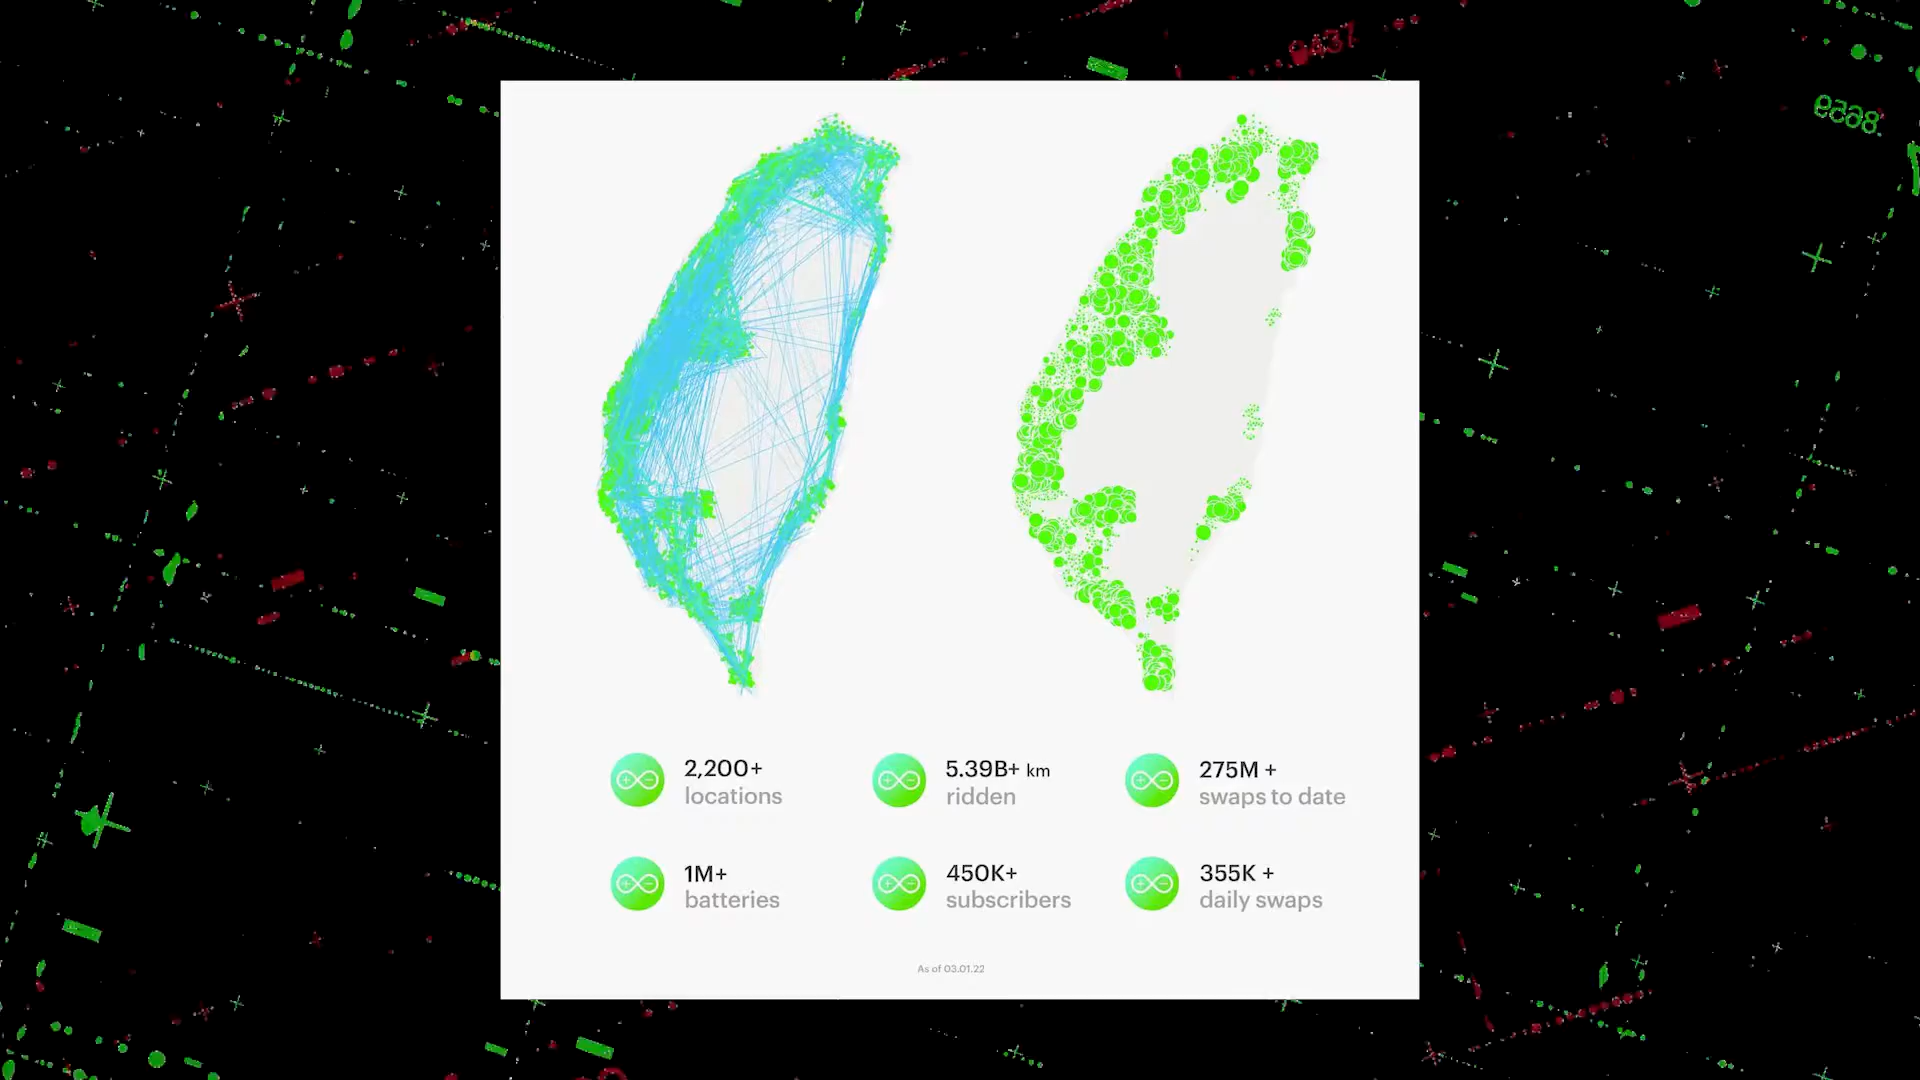 2,200+
locations
5.39B+ km
ridden
275M +
swaps to date
1M+
batteries
450K+
subscribers
355K +
daily swaps
As of 03.01.22